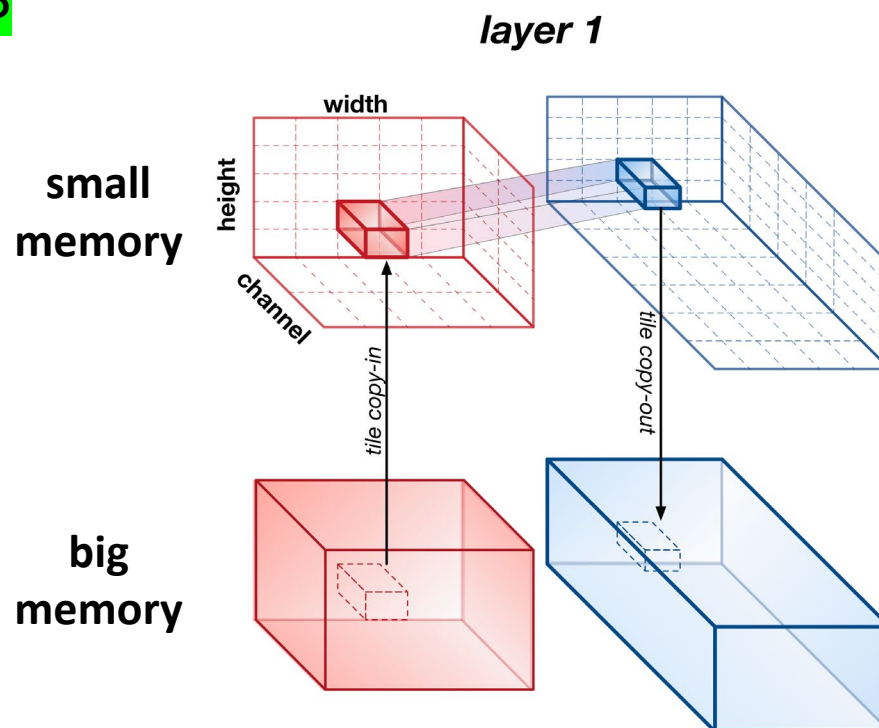 layer 1
width
height
channel
small
memory
tile copy-in
tile copy-out
big
memory